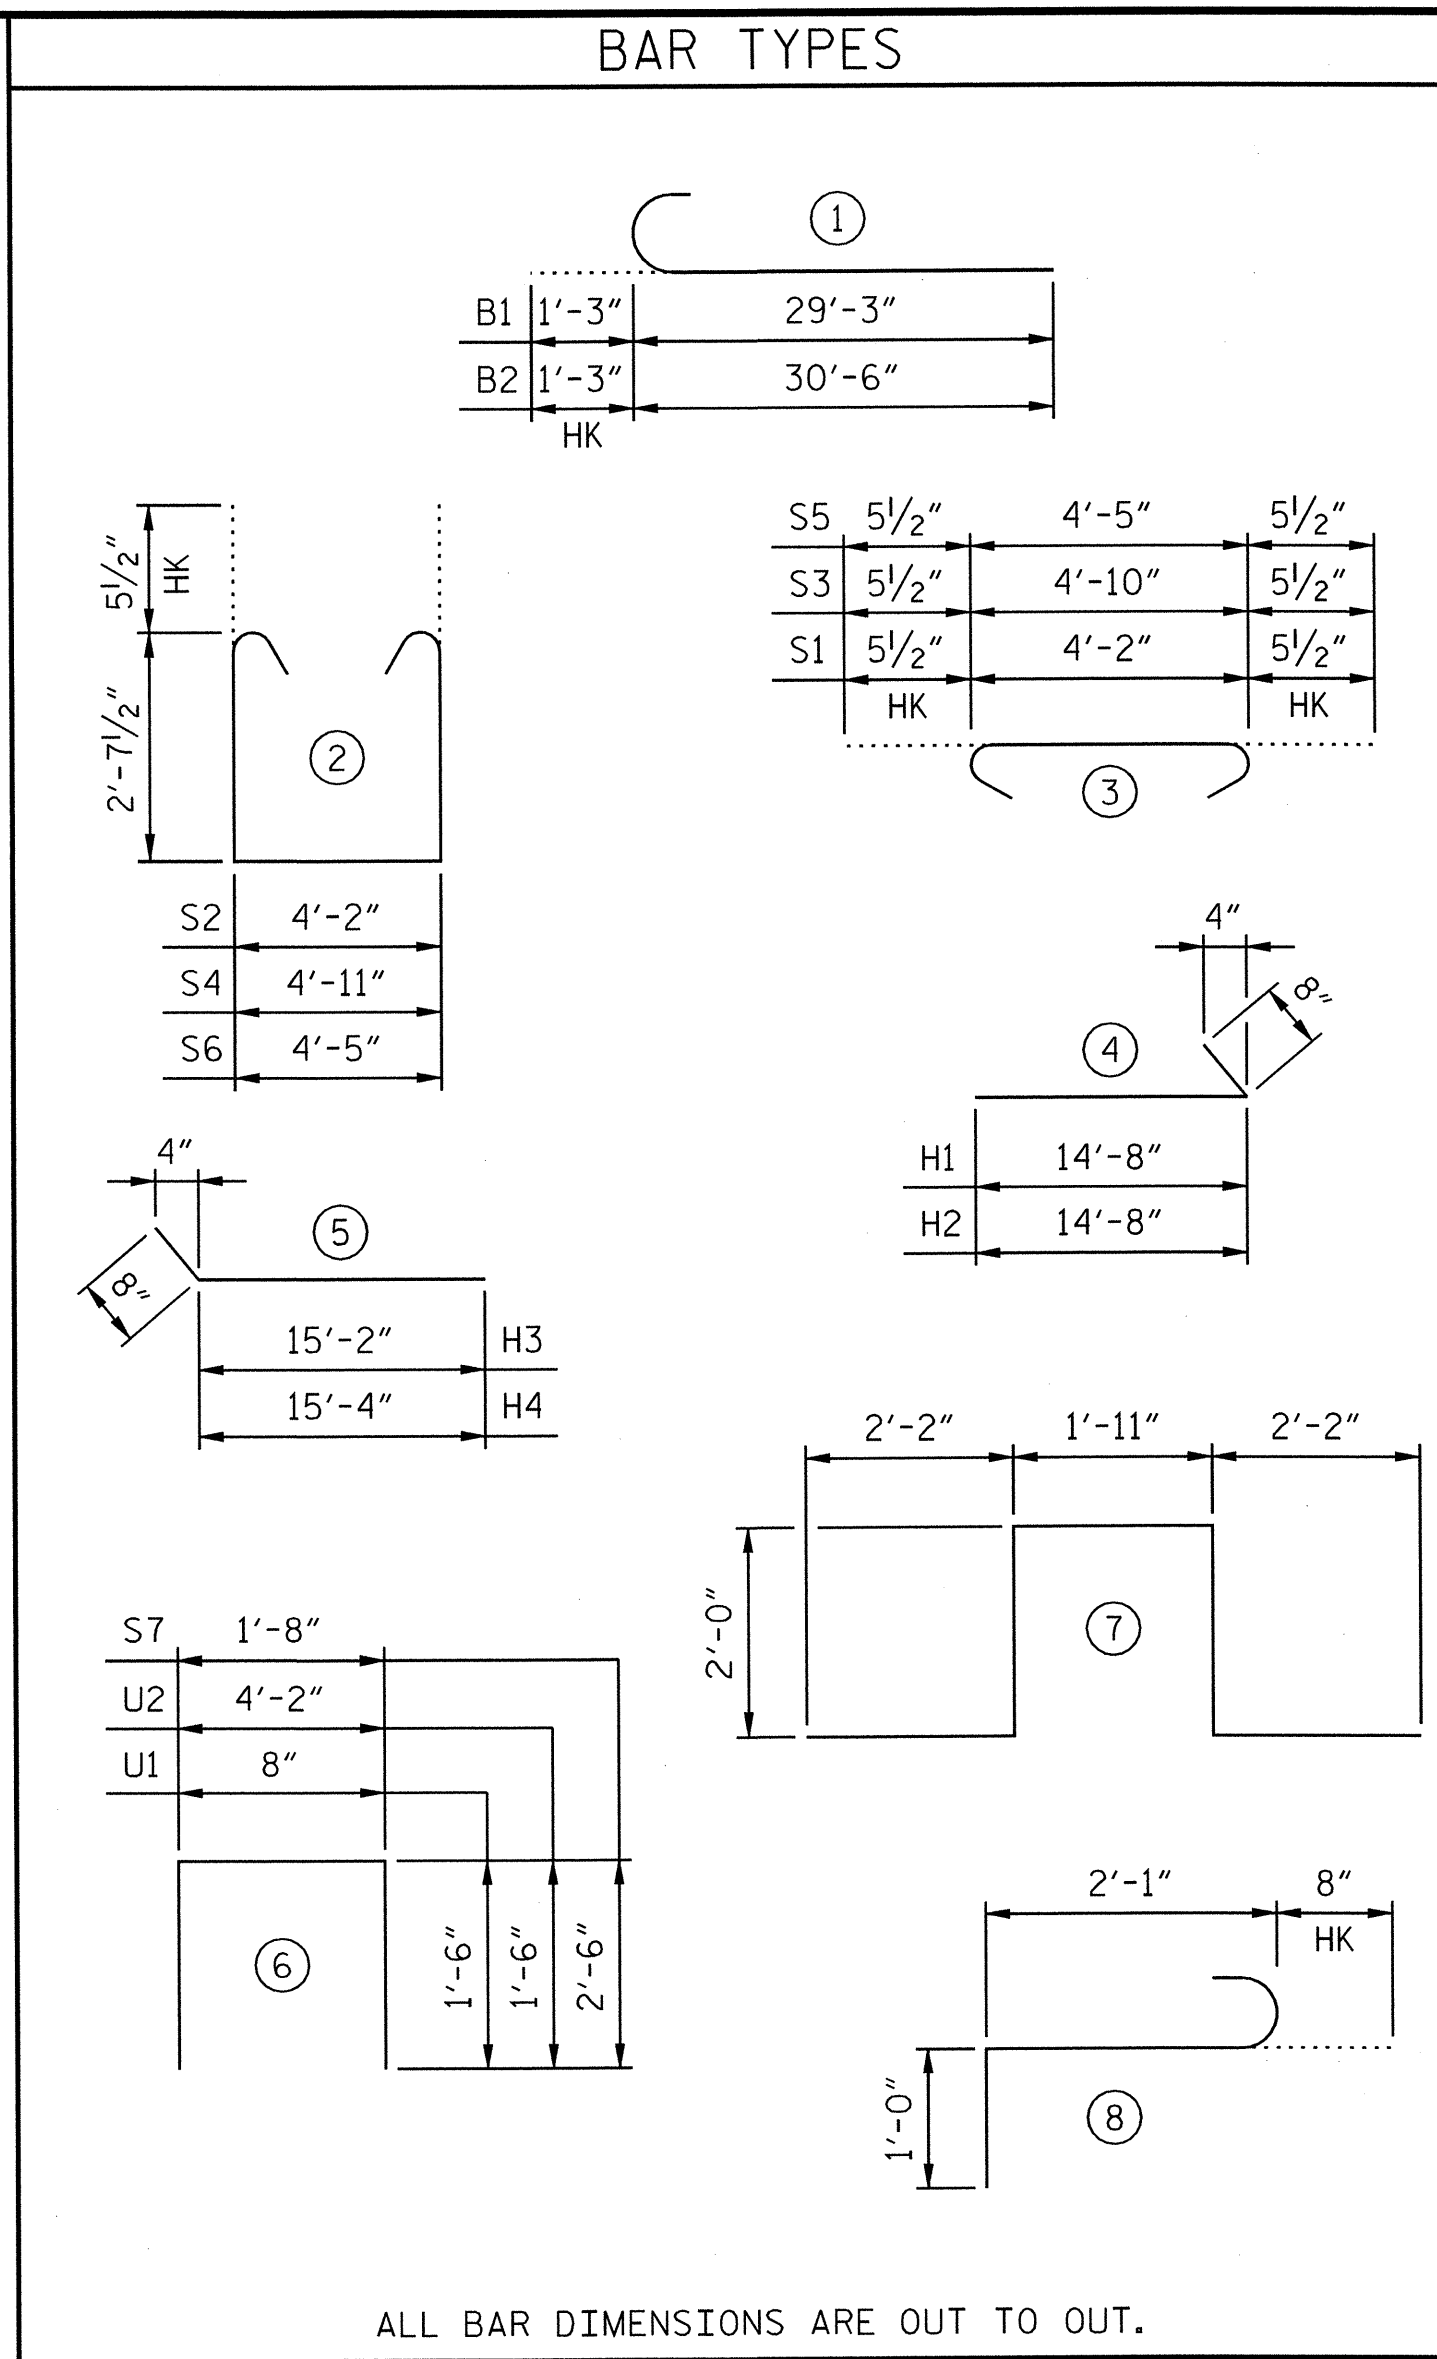 BAR TYPES
1
B1 1'-3" 29'-3"
B2 1'-3" 30'-6"
HK
5½" HK
2'-7½"
2
S2 4'-2"
S4 4'-11"
S6 4'-5"
S5 5½" 4'-5" 5½"
S3 5½" 4'-10" 5½"
S1 5½" 4'-2" 5½"
HK HK
3
4"
8"
4
H1 14'-8"
H2 14'-8"
4"
8"
5
15'-2" H3
15'-4" H4
2'-2" 1'-11" 2'-2"
2'-0"
7
S7 1'-8"
U2 4'-2"
U1 8"
6
1'-6" 1'-6" 2'-6"
2'-1" 8"
HK
1'-0"
8
ALL BAR DIMENSIONS ARE OUT TO OUT.